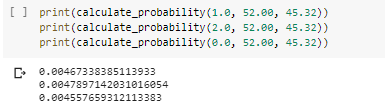 [ ] print(calculate_probability(1.0, 52.00, 45.32))
print(calculate_probability(2.0, 52.00, 45.32))
print(calculate_probability(0.0, 52.00, 45.32))
0.00467338385113933
0.0047897142031016054
0.004557659312113383